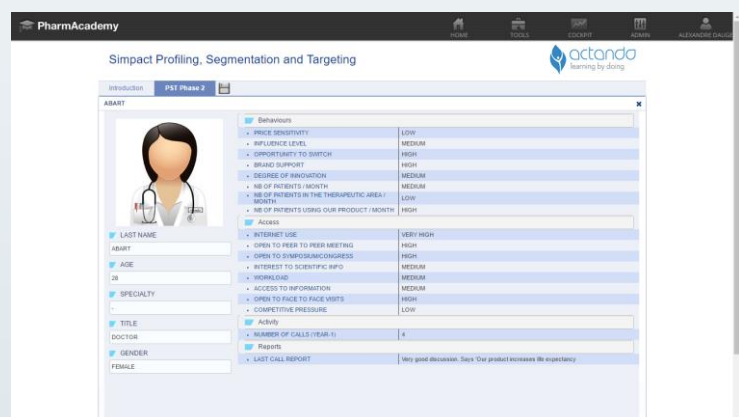 PharmAcademy
HOME
TOOLS
COCKPIT
ADMIN
ALEXANDRE DAUGE
Simpact Profiling, Segmentation and Targeting
actando
learning by doing
Introduction
PST Phase 2
ABART
Behaviours
PRICE SENSITIVITY LOW
INFLUENCE LEVEL MEDIUM
OPPORTUNITY TO SWITCH HIGH
BRAND SUPPORT HIGH
DEGREE OF INNOVATION MEDIUM
NB OF PATIENTS / MONTH MEDIUM
NB OF PATIENTS IN THE THERAPEUTIC AREA /
MONTH LOW
NB OF PATIENTS USING OUR PRODUCT / MONTH HIGH
Access
INTERNET USE VERY HIGH
OPEN TO PEER TO PEER MEETING HIGH
OPEN TO SYMPOSIUM/CONGRESS HIGH
INTEREST TO SCIENTIFIC INFO MEDIUM
WORKLOAD MEDIUM
ACCESS TO INFORMATION MEDIUM
OPEN TO FACE TO FACE VISITS HIGH
COMPETITIVE PRESSURE LOW
Activity
NUMBER OF CALLS (YEAR-1) 4
Reports
LAST CALL REPORT Very good discussion. Says 'Our product increases life expectancy
LAST NAME
ABART
AGE
28
SPECIALTY
-
TITLE
DOCTOR
GENDER
FEMALE